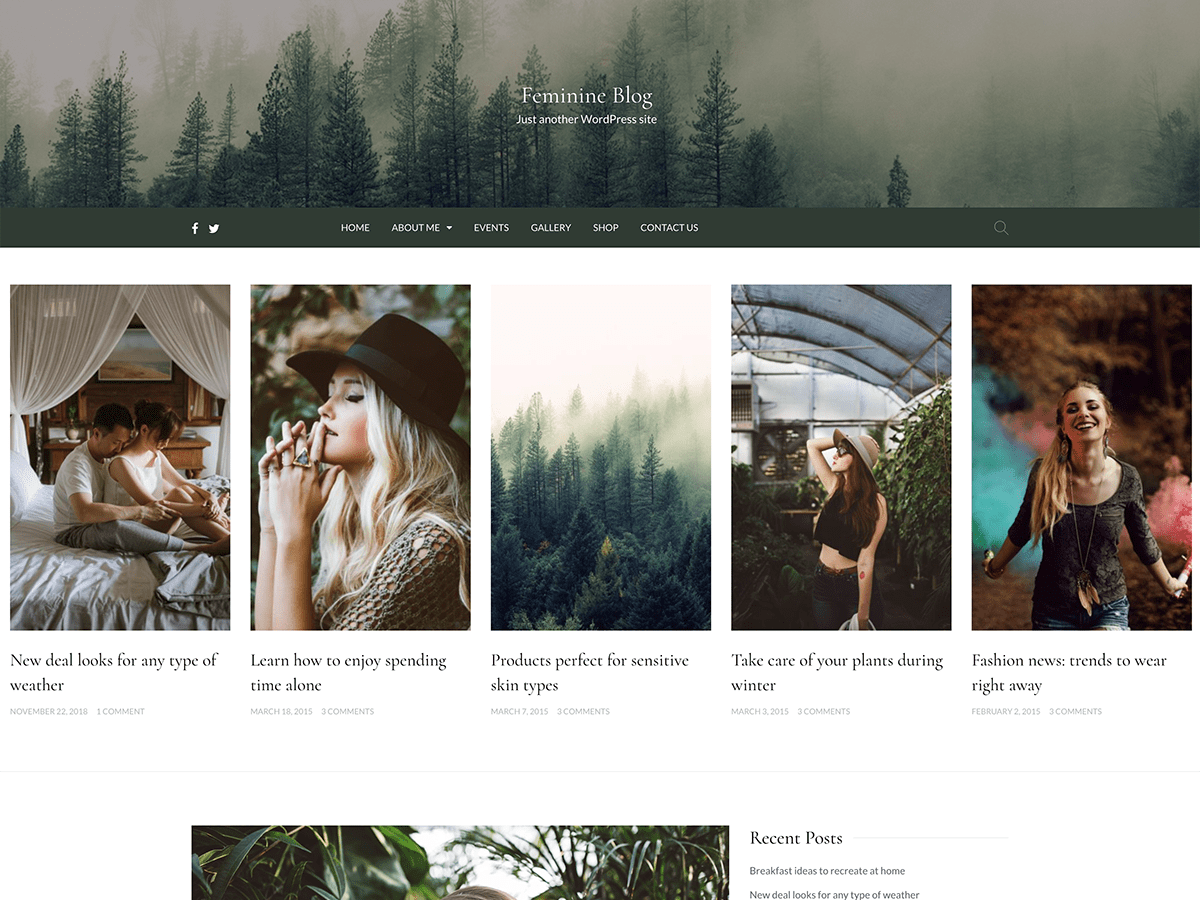 Feminine Blog
Just another WordPress site
HOME ABOUT ME EVENTS GALLERY SHOP CONTACT US
New deal looks for any type of
weather
NOVEMBER 22, 2018 1 COMMENT
Learn how to enjoy spending
time alone
MARCH 18, 2015 3 COMMENTS
Products perfect for sensitive
skin types
MARCH 7, 2015 3 COMMENTS
Take care of your plants during
winter
MARCH 3, 2015 3 COMMENTS
Fashion news: trends to wear
right away
FEBRUARY 2, 2015 3 COMMENTS
Recent Posts
Breakfast ideas to recreate at home
New deal looks for any type of weather